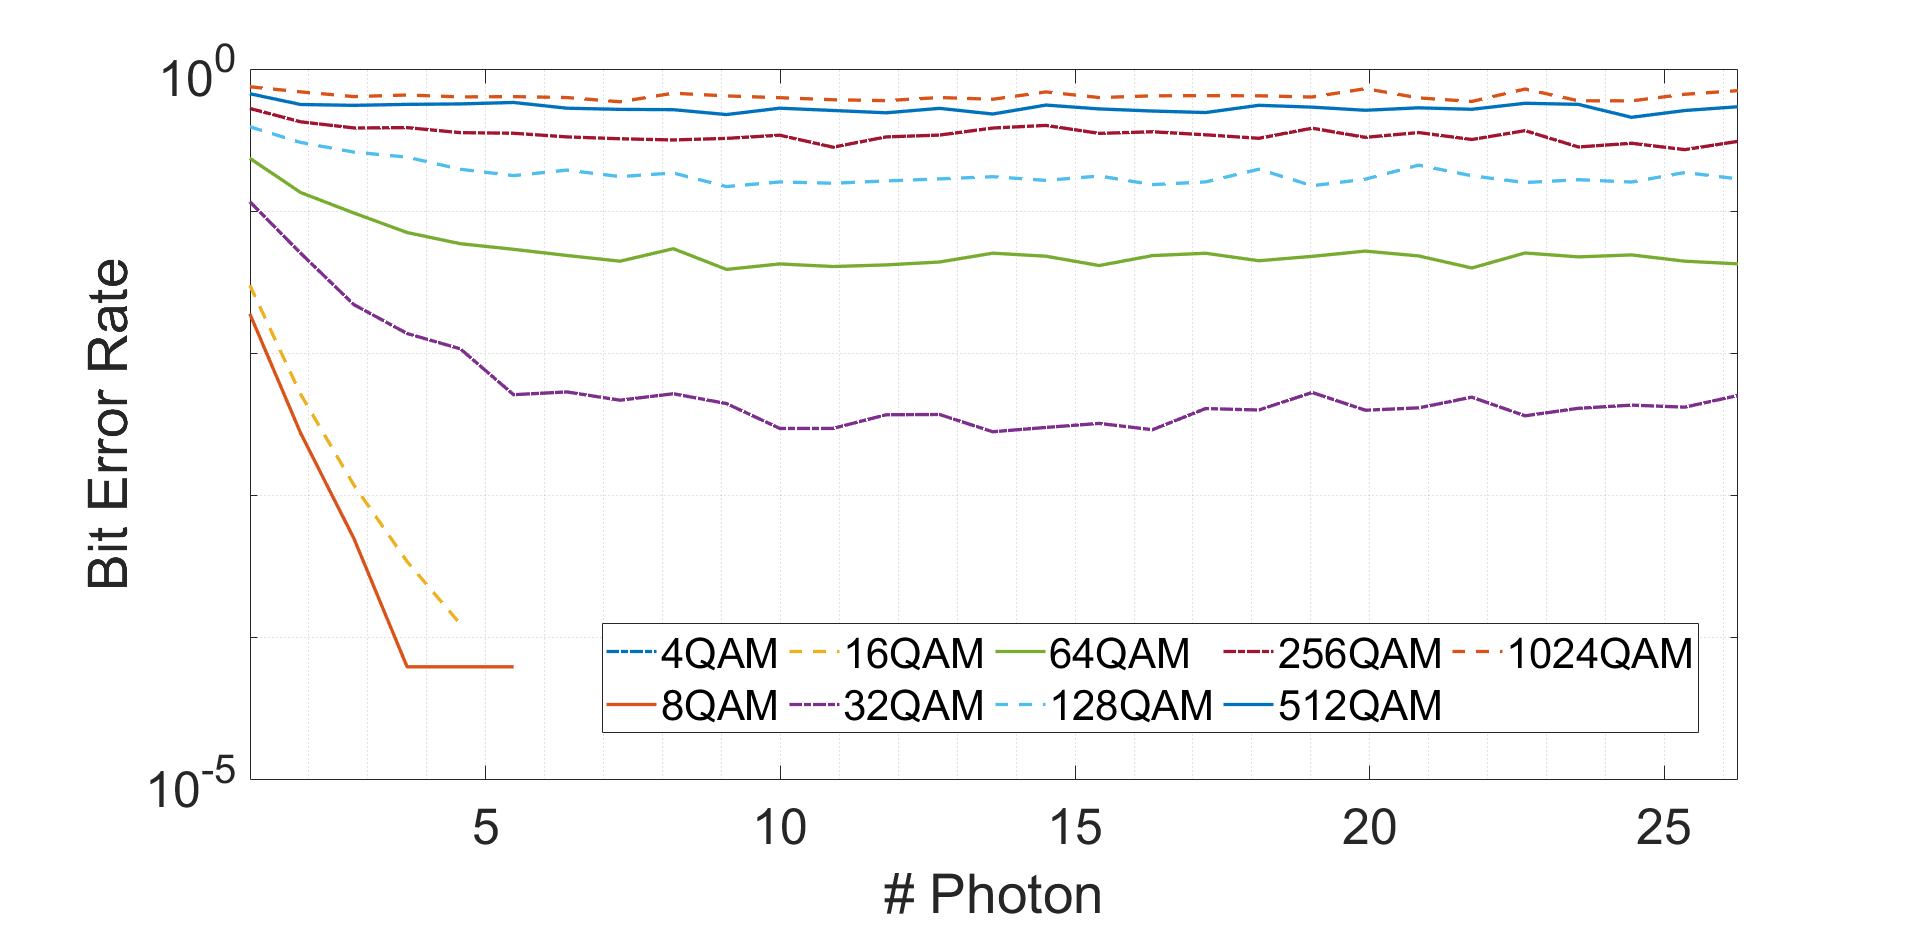 10^0
Bit Error Rate
10^-5
4QAM 16QAM 64QAM 256QAM 1024QAM
8QAM 32QAM 128QAM 512QAM
5 10 15 20 25
# Photon